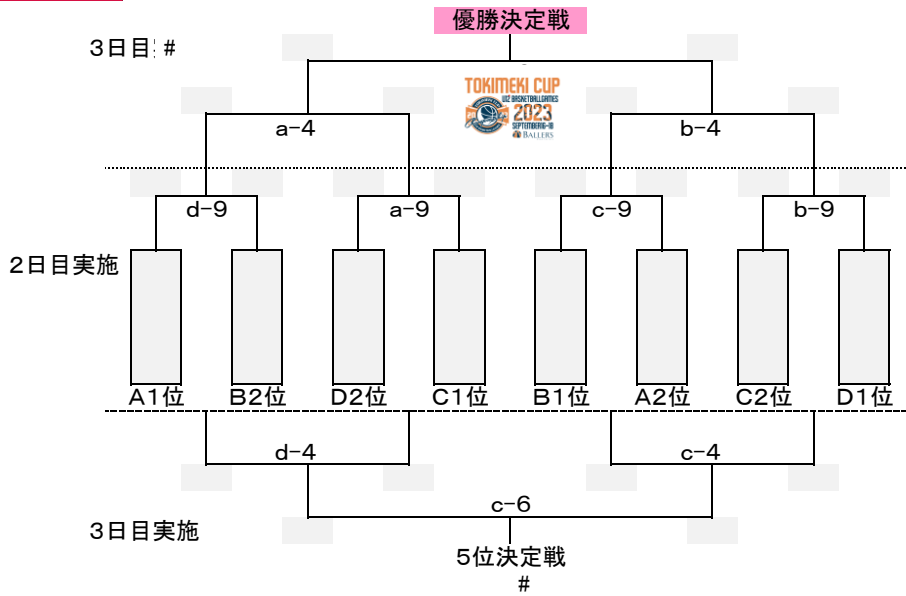 優勝決定戦
3日目 #
TOKIMEKI CUP
U12 BASKETBALLGAMES
2023
BALLERS
a-4
b-4
d-9
a-9
c-9
b-9
2日目実施
A1位
B2位
D2位
C1位
B1位
A2位
C2位
D1位
d-4
c-4
c-6
3日目実施
5位決定戦
#